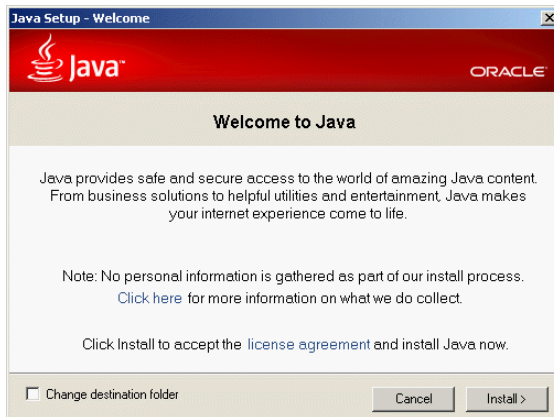 Java Setup - Welcome
Java™
ORACLE®
Welcome to Java
Java provides safe and secure access to the world of amazing Java content.
From business solutions to helpful utilities and entertainment, Java makes
your internet experience come to life.
Note: No personal information is gathered as part of our install process.
Click here for more information on what we do collect.
Click Install to accept the license agreement and install Java now.
Change destination folder
Cancel
Install >